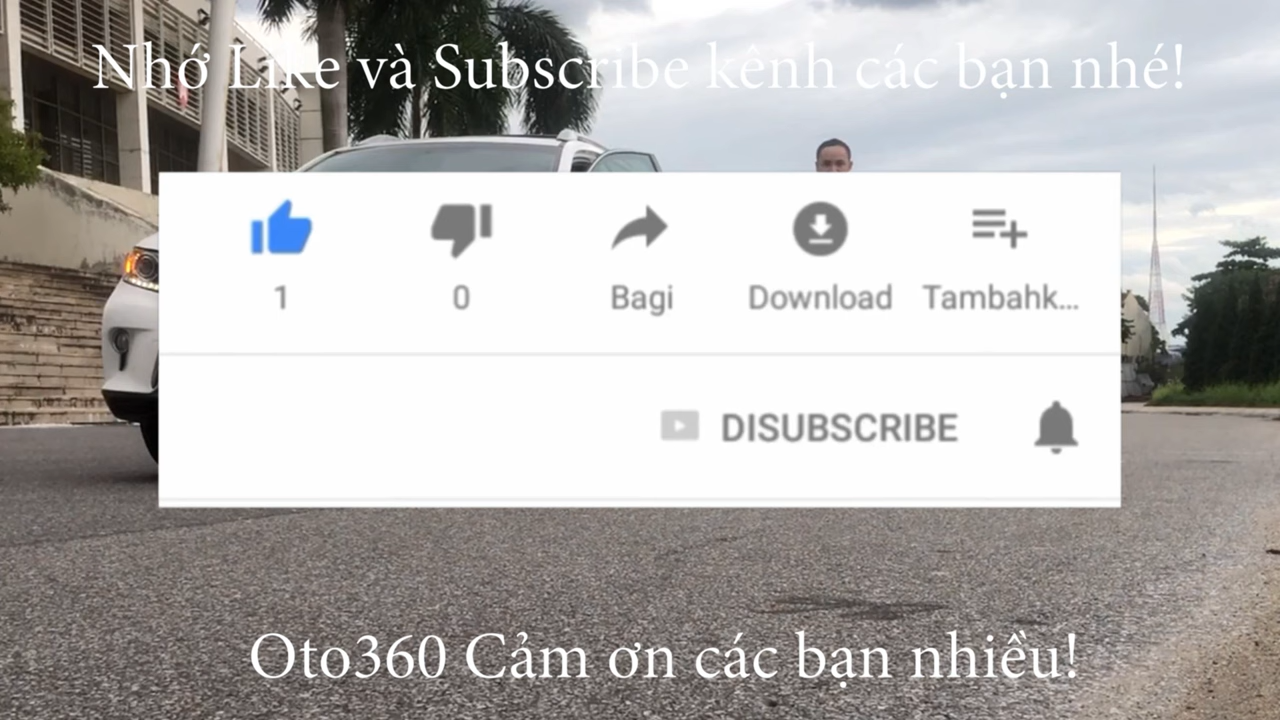 Nhớ Like và Subscribe kênh các bạn nhé!
1 0 Bagi Download Tambahk...
DISUBSCRIBE
Oto360 Cảm ơn các bạn nhiều!